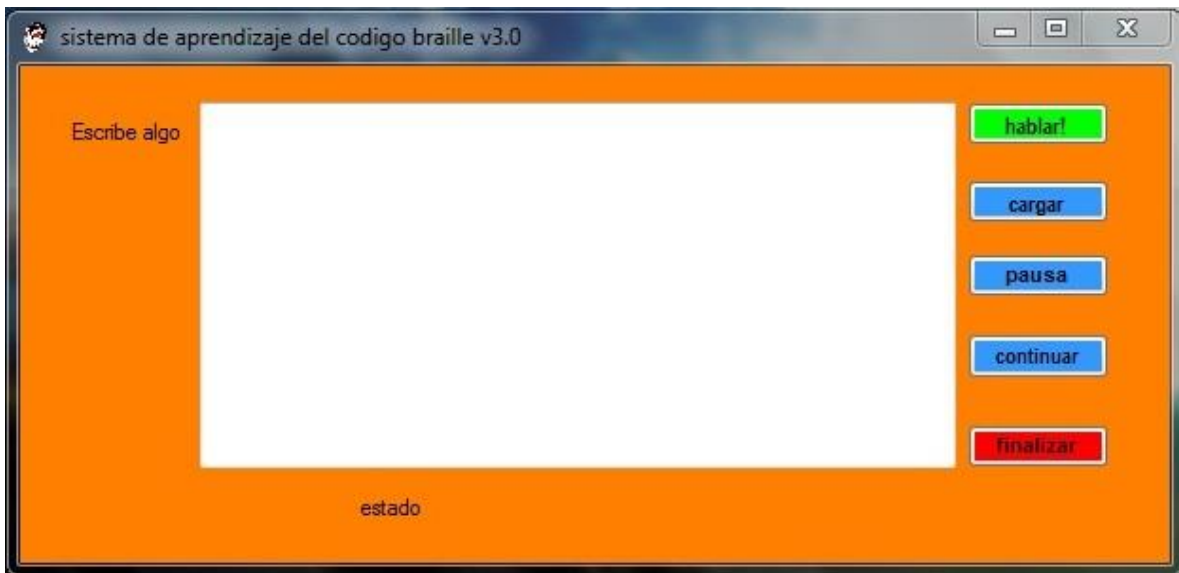 sistema de aprendizaje del codigo braille v3.0
Escribe algo
hablar!
cargar
pausa
continuar
finalizar
estado